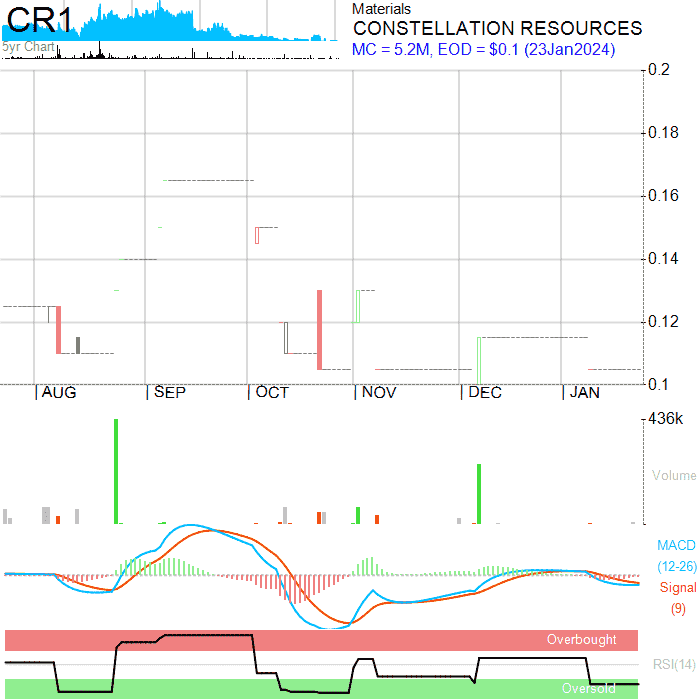 CR1
Materials
CONSTELLATION RESOURCES
5yr Chart
MC = 5.2M, EOD = $0.1 (23Jan2024)
0.2
0.18
0.16
0.14
0.12
0.1
AUG SEP OCT NOV DEC JAN
436k
Volume
MACD
(12-26)
Signal
(9)
Overbought
RSI(14)
Oversold